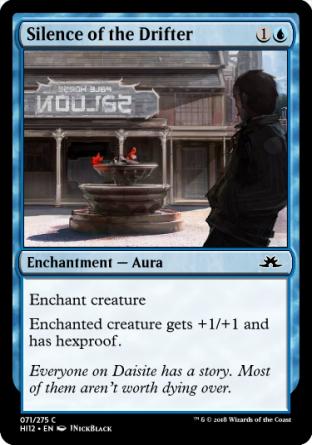 Silence of the Drifter 1
PALE HORSE
SALOON
Enchantment — Aura
Enchant creature
Enchanted creature gets +1/+1 and
has hexproof.
Everyone on Daisite has a story. Most
of them aren't worth dying over.
071/275 C
HI12 • EN 1NICKBLACK
™ & © 2018 Wizards of the Coast